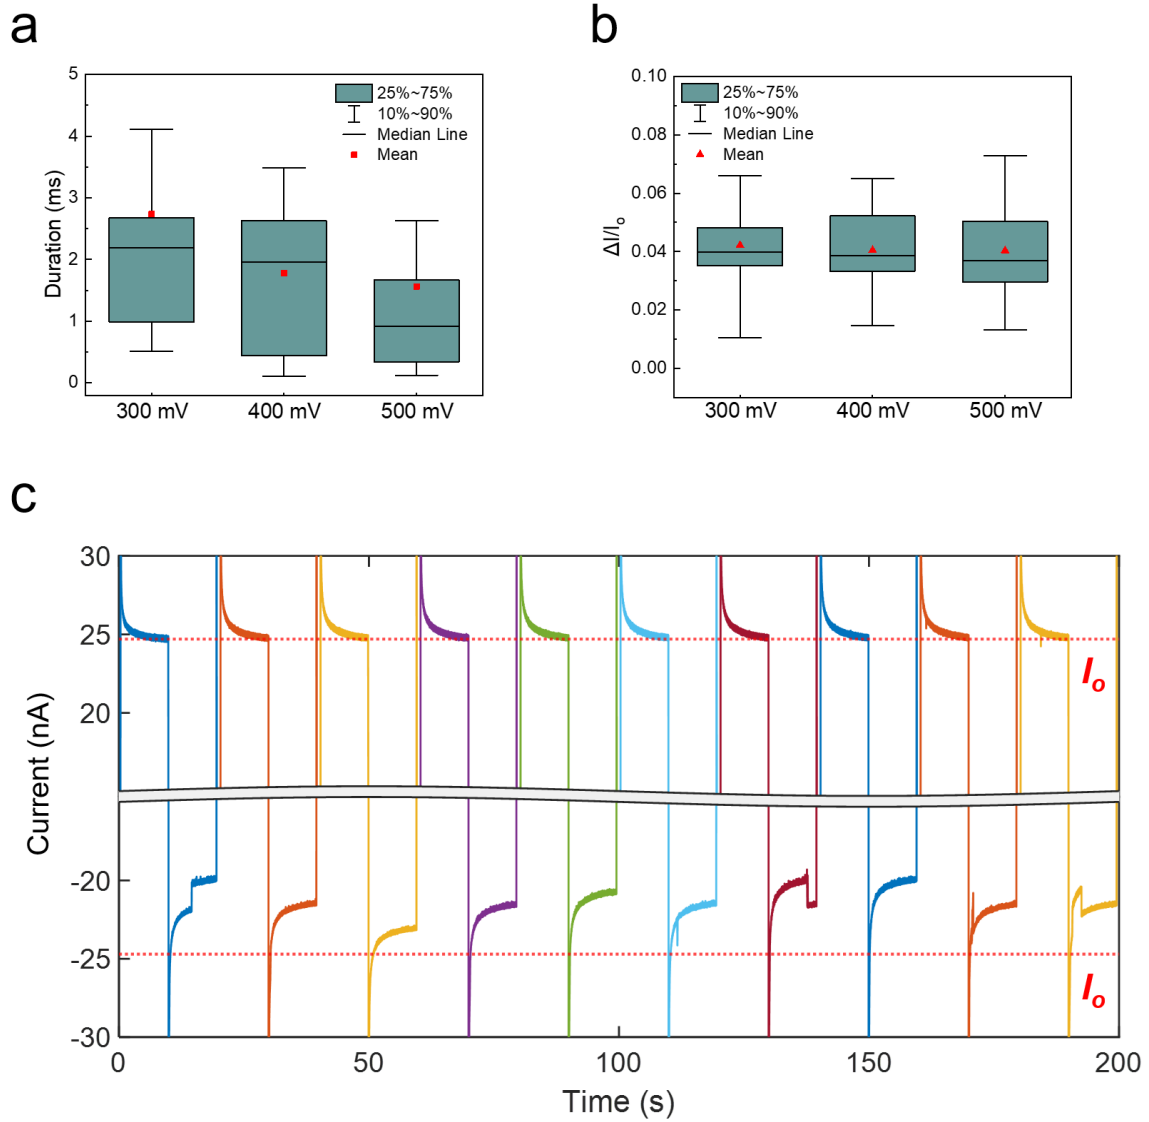 a
5
4
3
2
1
0
Duration (ms)
25%~75%
10%~90%
Median Line
Mean
300 mV
400 mV
500 mV
b
0.10
0.08
0.06
0.04
0.02
0.00
ΔI/Io
25%~75%
10%~90%
Median Line
Mean
300 mV
400 mV
500 mV
c
30
25
20
-20
-25
-30
Current (nA)
Io
Io
0
50
100
150
200
Time (s)